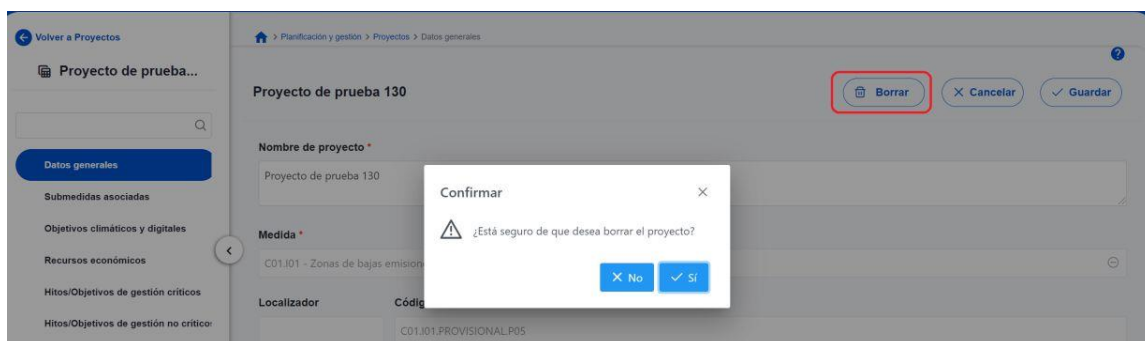 Volver a Proyectos
> Planificación y gestión > Proyectos > Datos generales
Proyecto de prueba...
Proyecto de prueba 130
Borrar
Cancelar
Guardar
Nombre de proyecto *
Proyecto de prueba 130
Datos generales
Submedidas asociadas
Objetivos climáticos y digitales
Recursos económicos
Hitos/Objetivos de gestión críticos
Hitos/Objetivos de gestión no críticos
Confirmar
¿Está seguro de que desea borrar el proyecto?
No
Sí
Medida *
C01.I01 - Zonas de bajas emision
Localizador
Códig
C01.I01.PROVISIONAL.P05